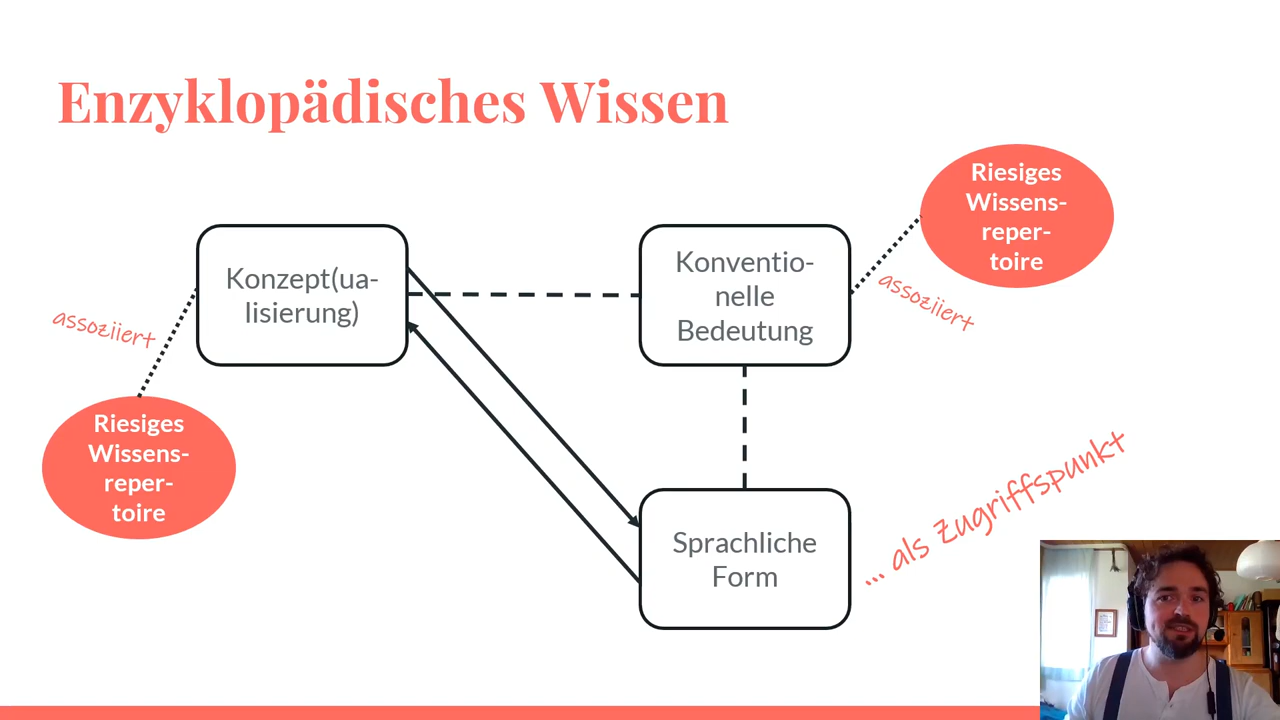 Enzyklopädisches Wissen
Riesiges
Wissens-
reper-
toire
Konzept(ua-
lisierung)
Konventio-
nelle
Bedeutung
assoziiert
assoziiert
Riesiges
Wissens-
reper-
toire
Sprachliche
Form
... als Zugriffspunkt